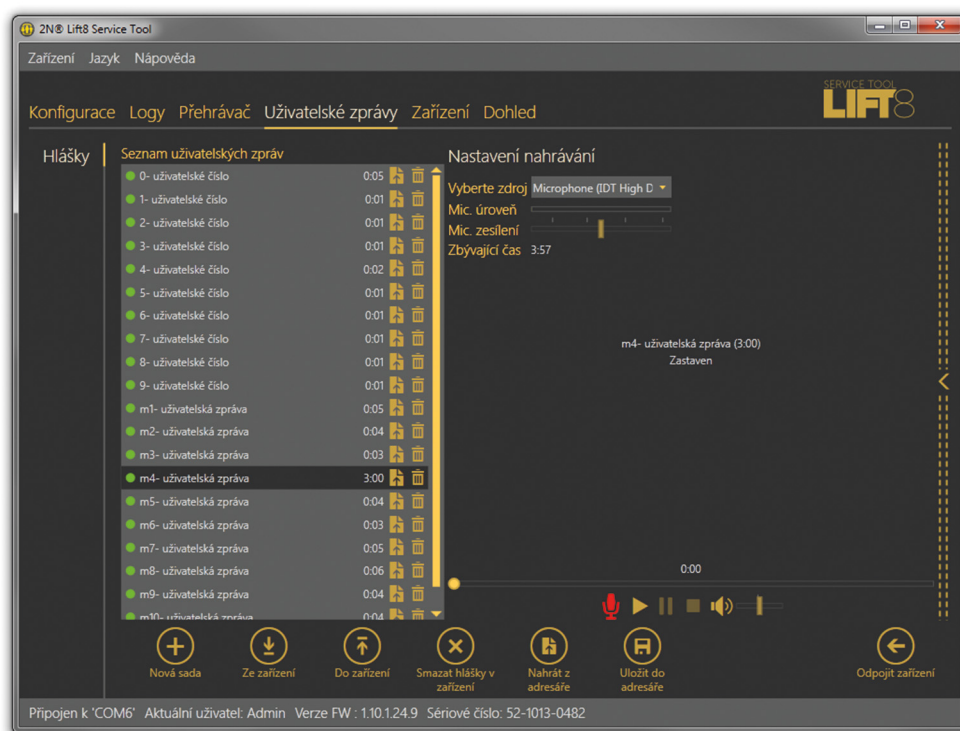 2N® Lift8 Service Tool
Zařízení Jazyk Nápověda
SERVICE TOOL
LIFT8
Konfigurace Logy Přehrávač Uživatelské zprávy Zařízení Dohled
Hlášky
Seznam uživatelských zpráv
0- uživatelské číslo 0:05
1- uživatelské číslo 0:01
2- uživatelské číslo 0:01
3- uživatelské číslo 0:01
4- uživatelské číslo 0:02
5- uživatelské číslo 0:01
6- uživatelské číslo 0:01
7- uživatelské číslo 0:01
8- uživatelské číslo 0:01
9- uživatelské číslo 0:01
m1- uživatelská zpráva 0:05
m2- uživatelská zpráva 0:04
m3- uživatelská zpráva 0:03
m4- uživatelská zpráva 3:00
m5- uživatelská zpráva 0:04
m6- uživatelská zpráva 0:03
m7- uživatelská zpráva 0:05
m8- uživatelská zpráva 0:06
m9- uživatelská zpráva 0:04
m10- uživatelská zpráva 0:04
Nastavení nahrávání
Vyberte zdroj Microphone (IDT High D
Mic. úroveň
Mic. zesílení
Zbývající čas 3:57
m4- uživatelská zpráva (3:00)
Zastaven
0:00
Nová sada
Ze zařízení
Do zařízení
Smazat hlášky v
zařízení
Nahrát z
adresáře
Uložit do
adresáře
Odpojit zařízení
Připojen k 'COM6' Aktuální uživatel: Admin Verze FW : 1.10.1.24.9 Sériové číslo: 52-1013-0482